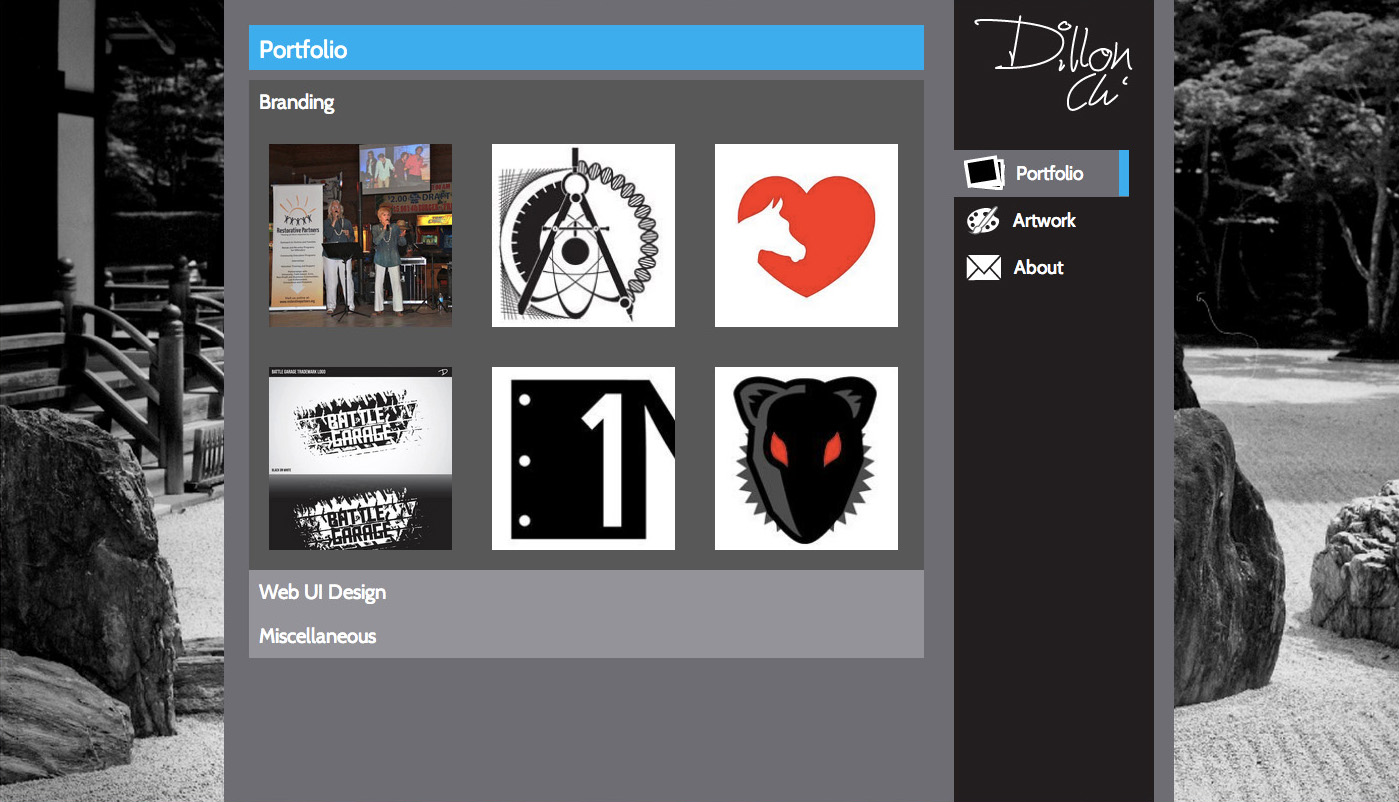 Portfolio
Branding
Restorative Partners
BATTLE GARAGE TRADEMARK LOGO
BATTLE
GARAGE
BLACK ON WHITE
BATTLE
GARAGE
1
Web UI Design
Miscellaneous
Dillon
Chi
Portfolio
Artwork
About